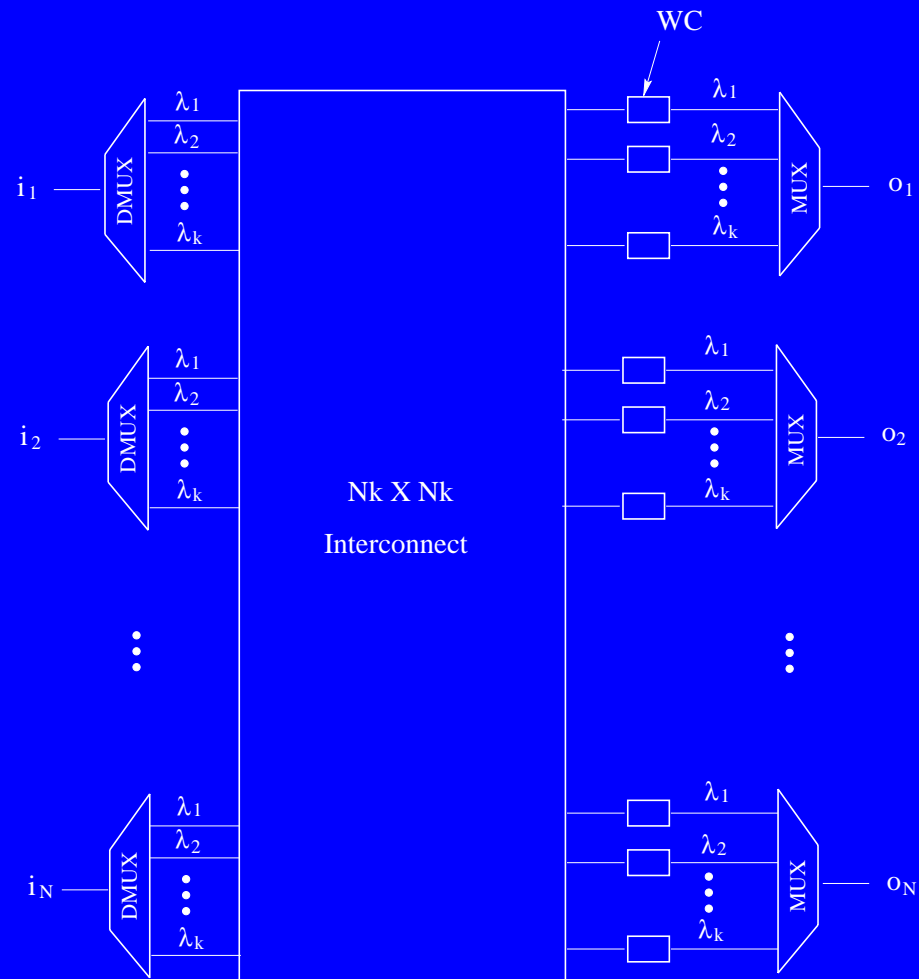 WC
λ1
λ2
λk
DMUX
i1
λ1
λ2
λk
MUX
o1
λ1
λ2
λk
DMUX
i2
λ1
λ2
λk
MUX
o2
Nk X Nk
Interconnect
λ1
λ2
λk
DMUX
iN
λ1
λ2
λk
MUX
oN